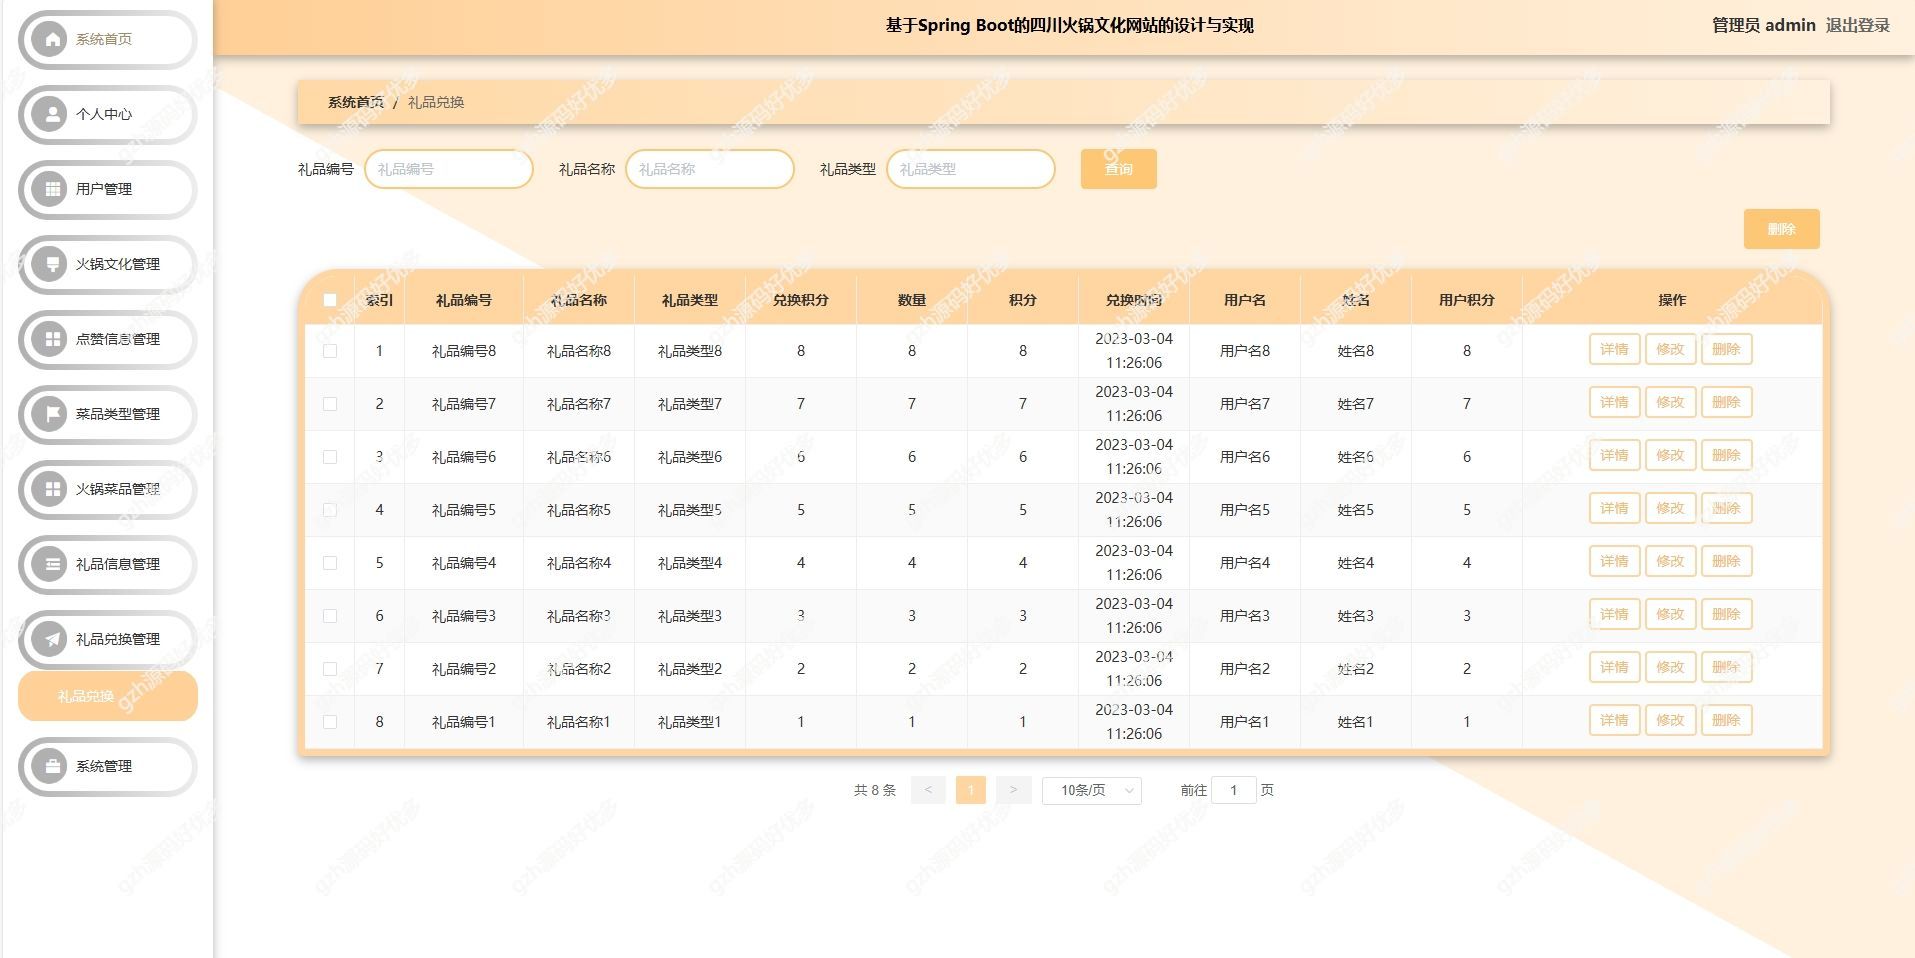 基于Spring Boot的四川火锅文化网站的设计与实现
管理员 admin 退出登录
系统首页
个人中心
用户管理
火锅文化管理
点赞信息管理
菜品类型管理
火锅菜品管理
礼品信息管理
礼品兑换管理
礼品兑换
系统管理
系统首页 / 礼品兑换
礼品编号 礼品编号 礼品名称 礼品名称 礼品类型 礼品类型 查询
删除
索引 礼品编号 礼品名称 礼品类型 兑换积分 数量 积分 兑换时间 用户名 姓名 用户积分 操作
1 礼品编号8 礼品名称8 礼品类型8 8 8 8 2023-03-04 11:26:06 用户名8 姓名8 8 详情 修改 删除
2 礼品编号7 礼品名称7 礼品类型7 7 7 7 2023-03-04 11:26:06 用户名7 姓名7 7 详情 修改 删除
3 礼品编号6 礼品名称6 礼品类型6 6 6 6 2023-03-04 11:26:06 用户名6 姓名6 6 详情 修改 删除
4 礼品编号5 礼品名称5 礼品类型5 5 5 5 2023-03-04 11:26:06 用户名5 姓名5 5 详情 修改 删除
5 礼品编号4 礼品名称4 礼品类型4 4 4 4 2023-03-04 11:26:06 用户名4 姓名4 4 详情 修改 删除
6 礼品编号3 礼品名称3 礼品类型3 3 3 3 2023-03-04 11:26:06 用户名3 姓名3 3 详情 修改 删除
7 礼品编号2 礼品名称2 礼品类型2 2 2 2 2023-03-04 11:26:06 用户名2 姓名2 2 详情 修改 删除
8 礼品编号1 礼品名称1 礼品类型1 1 1 1 2023-03-04 11:26:06 用户名1 姓名1 1 详情 修改 删除
共 8 条 < 1 > 10条/页 前往 1 页
gzh源码好优多